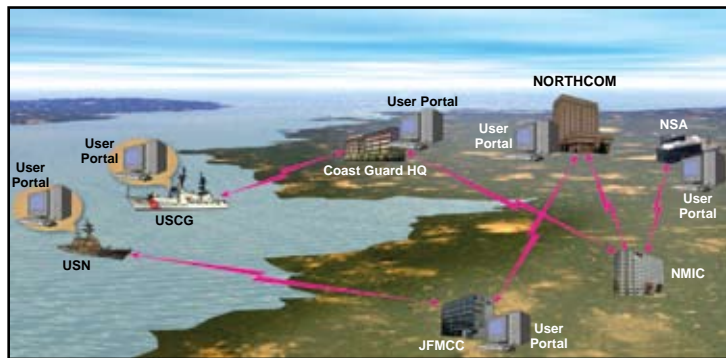 NORTHCOM
User Portal
NSA
User
Portal
User
Portal
Coast Guard HQ
User
Portal
User
Portal
USCG
USN
NMIC
JFMCC
User
Portal